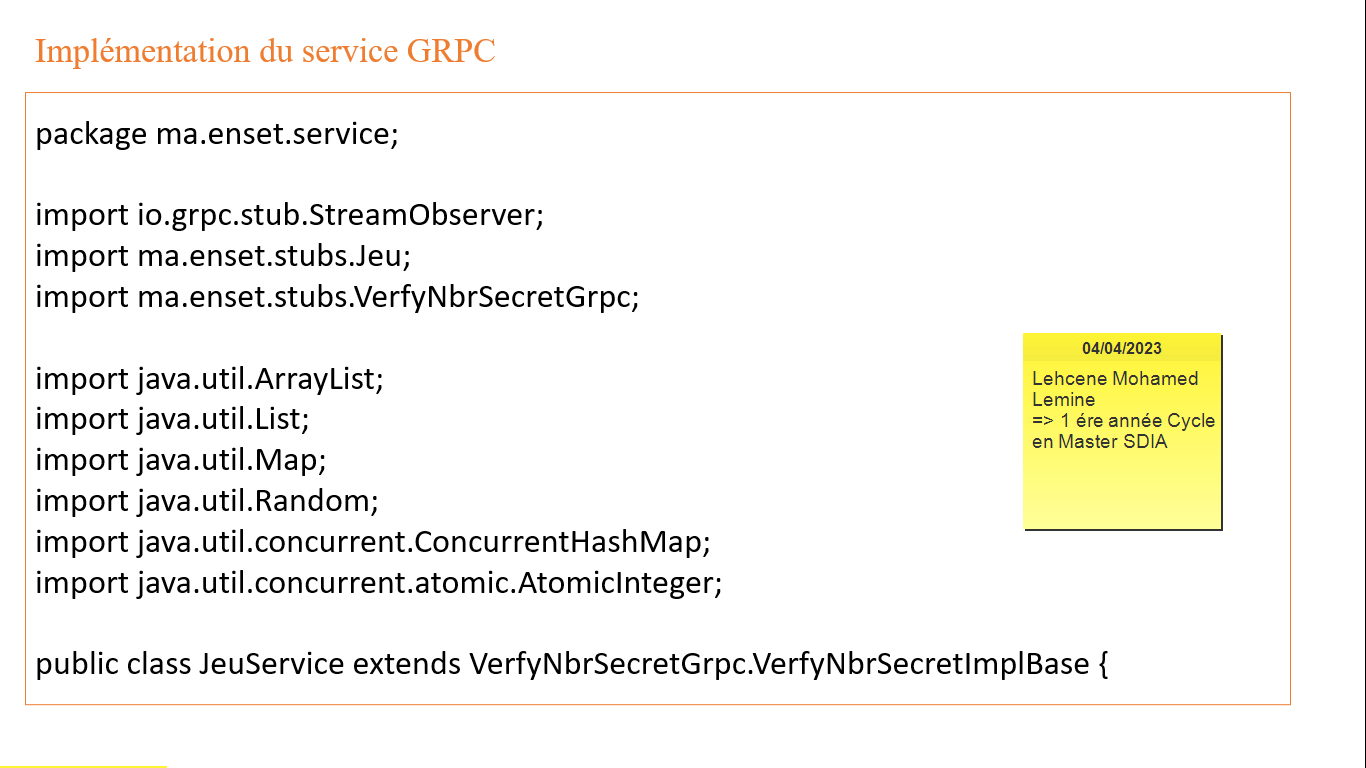 Implémentation du service GRPC
package ma.enset.service;
import io.grpc.stub.StreamObserver;
import ma.enset.stubs.Jeu;
import ma.enset.stubs.VerfyNbrSecretGrpc;
import java.util.ArrayList;
import java.util.List;
import java.util.Map;
import java.util.Random;
import java.util.concurrent.ConcurrentHashMap;
import java.util.concurrent.atomic.AtomicInteger;
public class JeuService extends VerfyNbrSecretGrpc.VerfyNbrSecretImplBase {
04/04/2023
Lehcene Mohamed
Lemine
=> 1 ére année Cycle
en Master SDIA